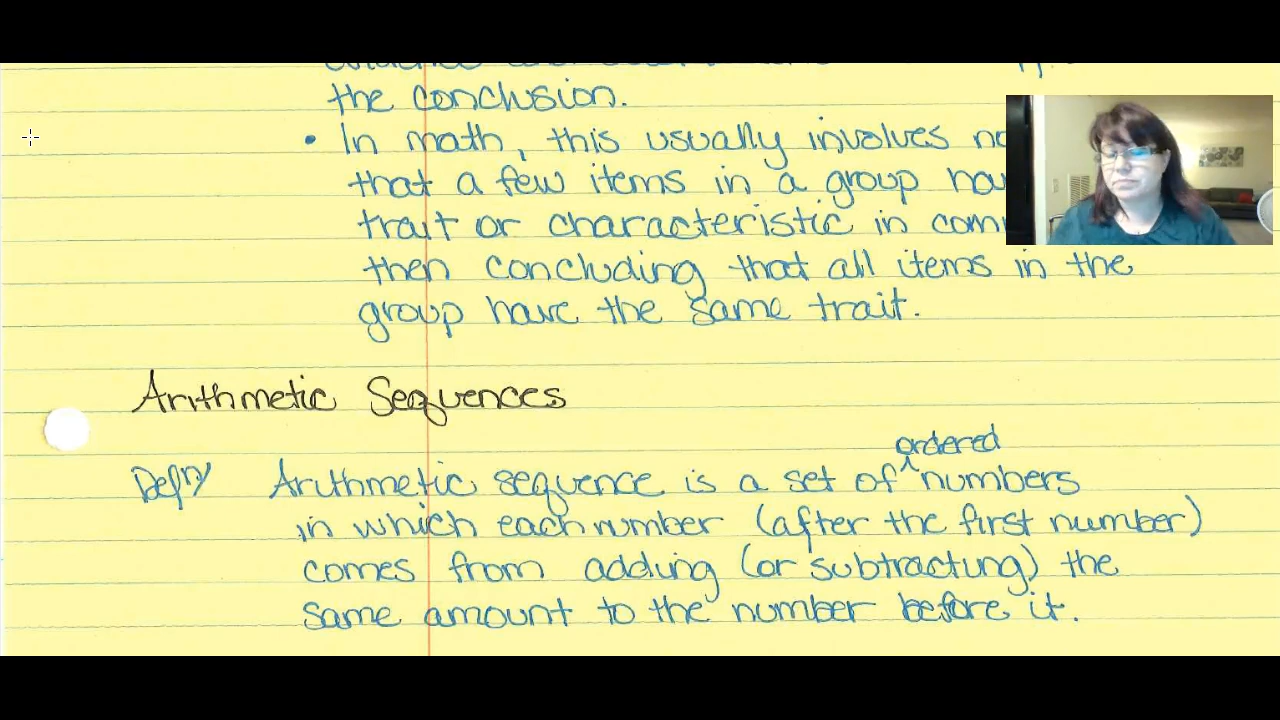 the conclusion.
• In math, this usually involves
that a few items in a group
trait or characteristic in
then concluding that all items in the
group have the same trait.
Arithmetic Sequences
ordered
Def'n/ Arithmetic sequence is a set of ^ numbers
in which each number (after the first number)
comes from adding (or subtracting) the
same amount to the number before it.